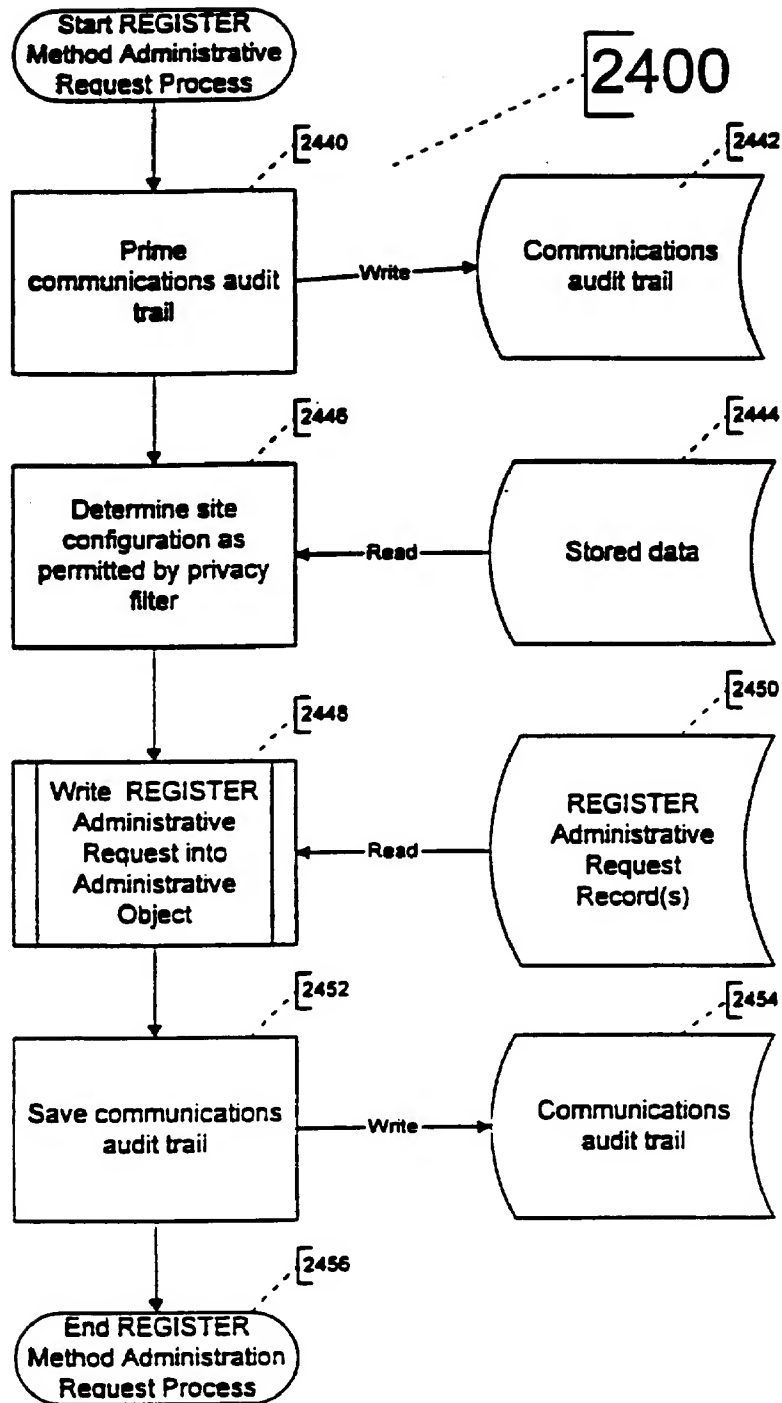 Start REGISTER
Method Administrative
Request Process
2400
2440
2442
Prime
communications audit
trail
Write
Communications
audit trail
2446
2444
Determine site
configuration as
permitted by privacy
filter
Read
Stored data
2448
2450
Write REGISTER
Administrative
Request into
Administrative
Object
Read
REGISTER
Administrative
Request
Record(s)
2452
2454
Save communications
audit trail
Write
Communications
audit trail
2456
End REGISTER
Method Administration
Request Process